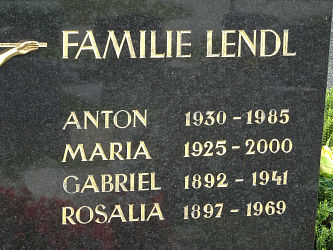 FAMILIE LENDL
ANTON 1930 - 1985
MARIA 1925 - 2000
GABRIEL 1892 - 1941
ROSALIA 1897 - 1969